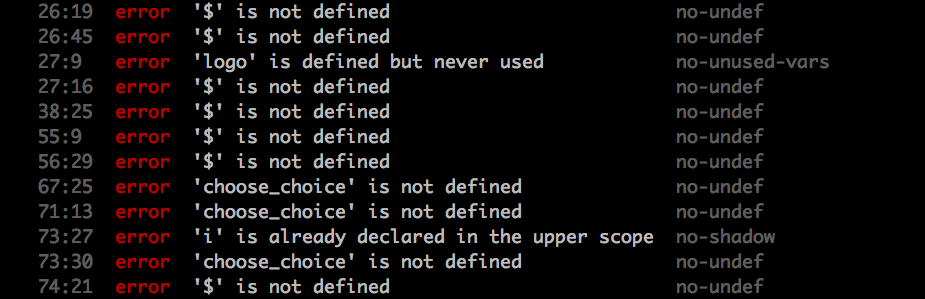 26:19 error '$' is not defined no-undef
26:45 error '$' is not defined no-undef
27:9 error 'logo' is defined but never used no-unused-vars
27:16 error '$' is not defined no-undef
38:25 error '$' is not defined no-undef
55:9 error '$' is not defined no-undef
56:29 error '$' is not defined no-undef
67:25 error 'choose_choice' is not defined no-undef
71:13 error 'choose_choice' is not defined no-undef
73:27 error 'i' is already declared in the upper scope no-shadow
73:30 error 'choose_choice' is not defined no-undef
74:21 error '$' is not defined no-undef